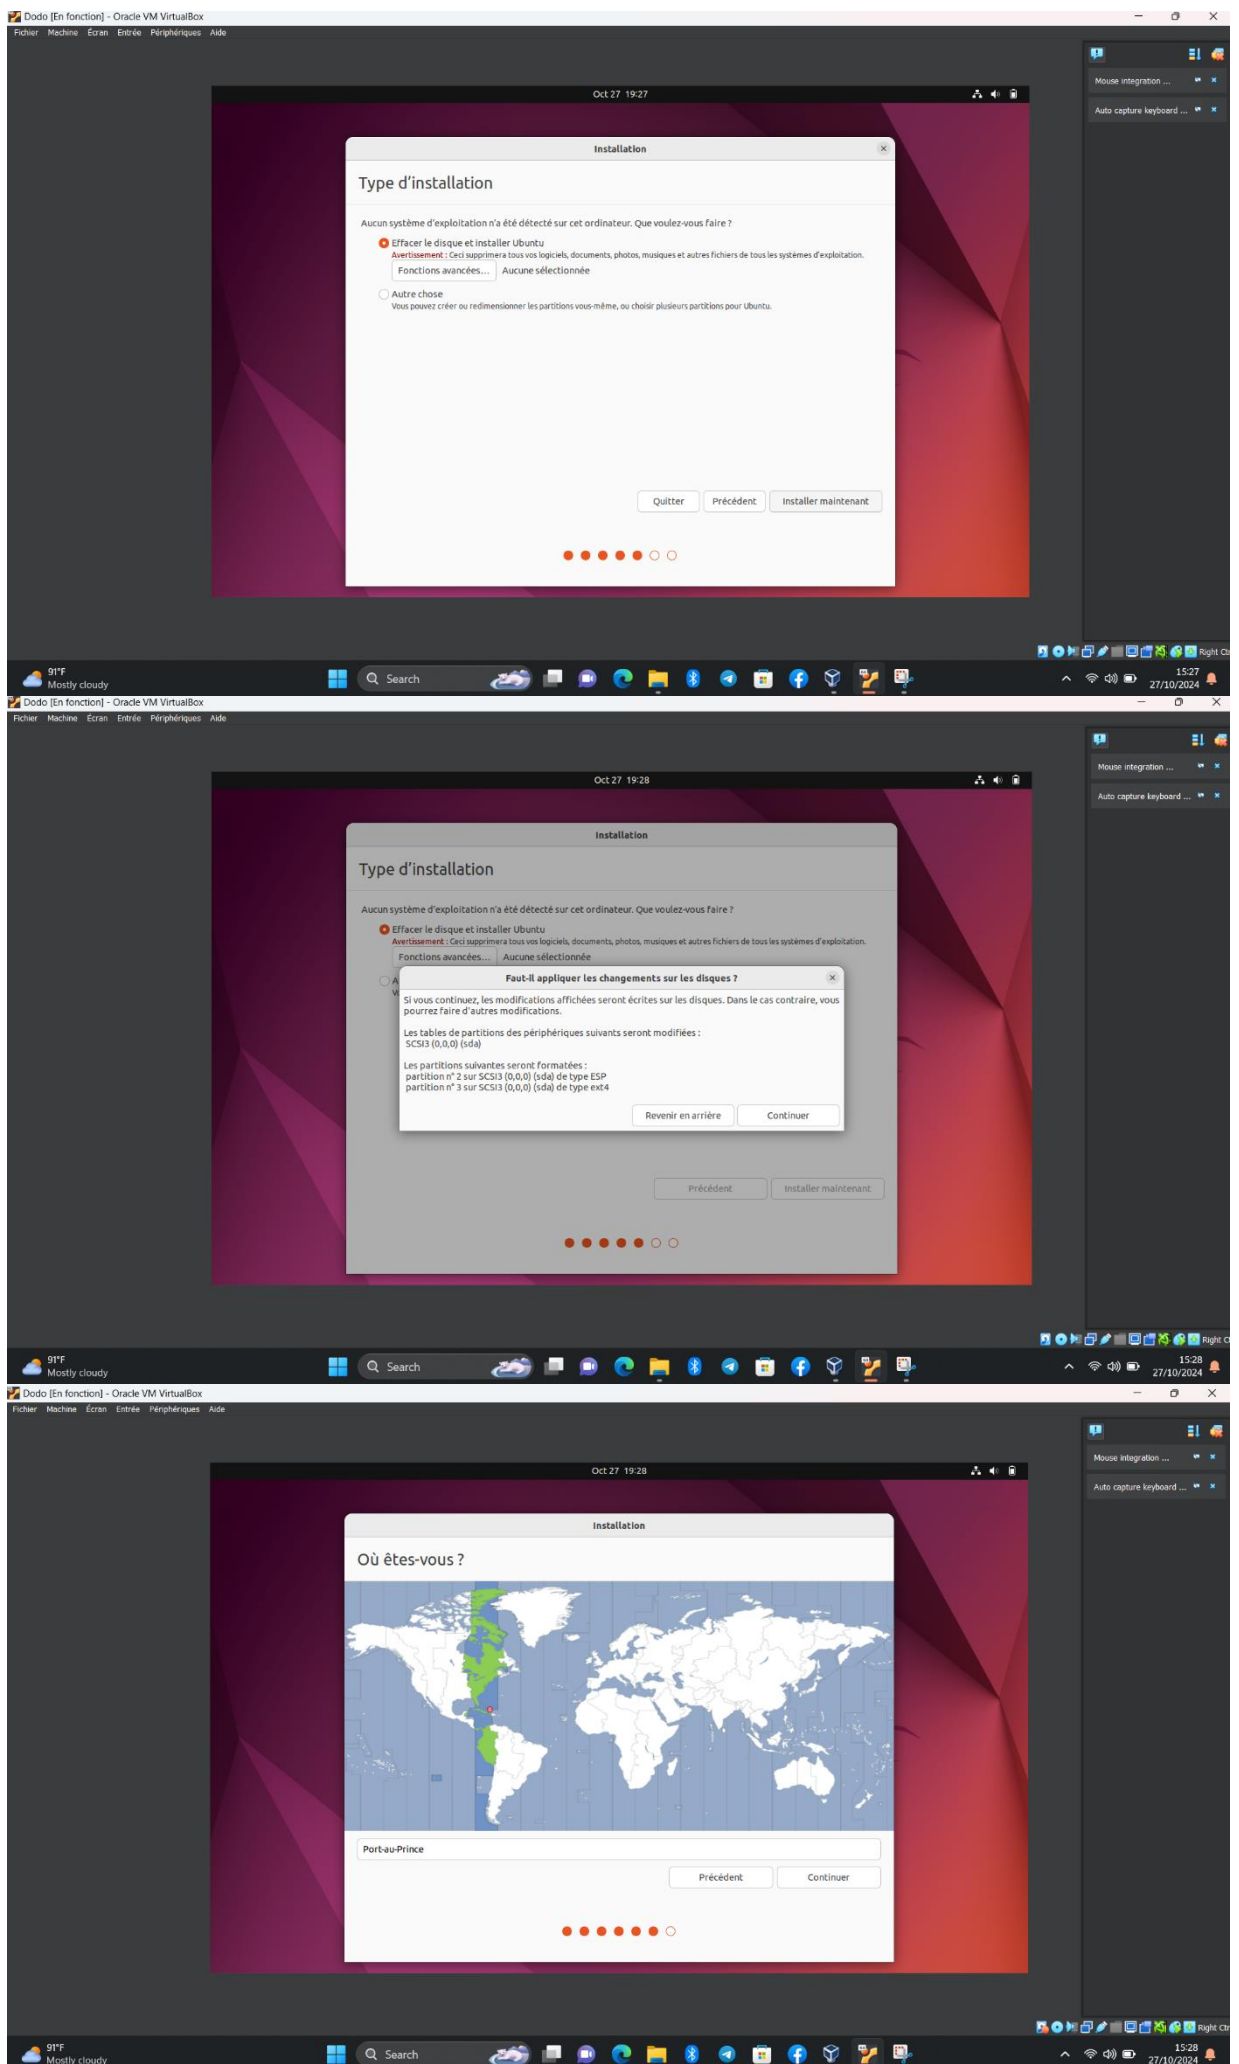 Dodo [En fonction] - Oracle VM VirtualBox
Fichier Machine Écran Entrée Périphériques Aide
Mouse integration ...
Auto capture keyboard ...
Oct 27 19:27
Installation
Type d'installation
Aucun système d'exploitation n'a été détecté sur cet ordinateur. Que voulez-vous faire ?
Effacer le disque et installer Ubuntu
Avertissement : Ceci supprimera tous vos logiciels, documents, photos, musiques et autres fichiers de tous les systèmes d'exploitation.
Fonctions avancées... Aucune sélectionnée
Autre chose
Vous pouvez créer ou redimensionner les partitions vous-même, ou choisir plusieurs partitions pour Ubuntu.
Quitter Précédent Installer maintenant
Right Ct
91°F
Mostly cloudy
Search
15:27
27/10/2024
Dodo [En fonction] - Oracle VM VirtualBox
Fichier Machine Écran Entrée Périphériques Aide
Mouse integration ...
Auto capture keyboard ...
Oct 27 19:28
Installation
Type d'installation
Aucun système d'exploitation n'a été détecté sur cet ordinateur. Que voulez-vous faire ?
Effacer le disque et installer Ubuntu
Avertissement : Ceci supprimera tous vos logiciels, documents, photos, musiques et autres fichiers de tous les systèmes d'exploitation.
Fonctions avancées... Aucune sélectionnée
Faut-il appliquer les changements sur les disques ?
Si vous continuez, les modifications affichées seront écrites sur les disques. Dans le cas contraire, vous
pourrez faire d'autres modifications.
Les tables de partitions des périphériques suivants seront modifiées :
SCSI3 (0,0,0) (sda)
Les partitions suivantes seront formatées :
partition n° 2 sur SCSI3 (0,0,0) (sda) de type ESP
partition n° 3 sur SCSI3 (0,0,0) (sda) de type ext4
Revenir en arrière Continuer
Précédent Installer maintenant
Right C
91°F
Mostly cloudy
Search
15:28
27/10/2024
Dodo [En fonction] - Oracle VM VirtualBox
Fichier Machine Écran Entrée Périphériques Aide
Mouse integration ...
Auto capture keyboard ...
Oct 27 19:28
Installation
Où êtes-vous ?
Port-au-Prince
Précédent Continuer
Right Ctr
91°F
Mostly cloudy
Search
15:28
27/10/2024